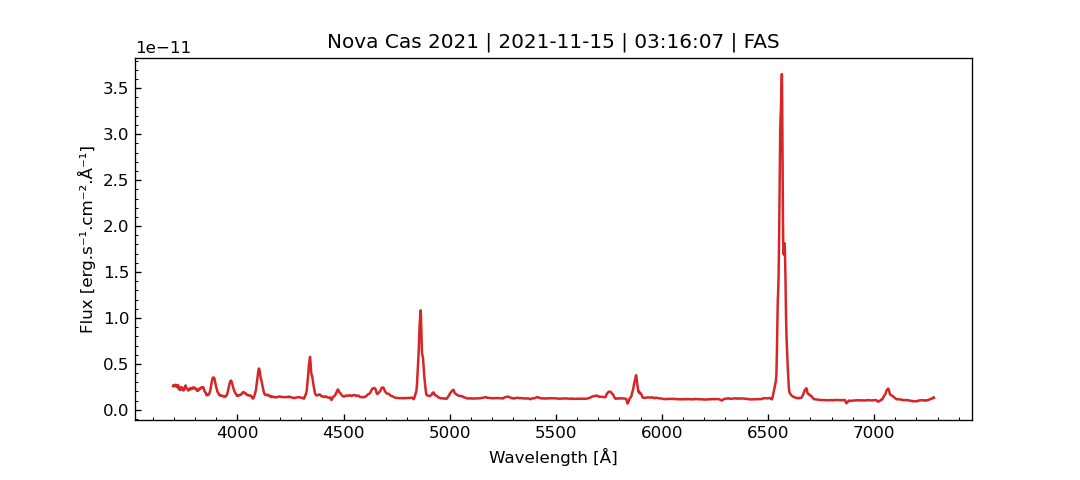 Nova Cas 2021 | 2021-11-15 | 03:16:07 | FAS
1e−11
3.5
3.0
2.5
2.0
1.5
1.0
0.5
0.0
Flux [erg.s⁻¹.cm⁻².Å⁻¹]
4000 4500 5000 5500 6000 6500 7000
Wavelength [Å]